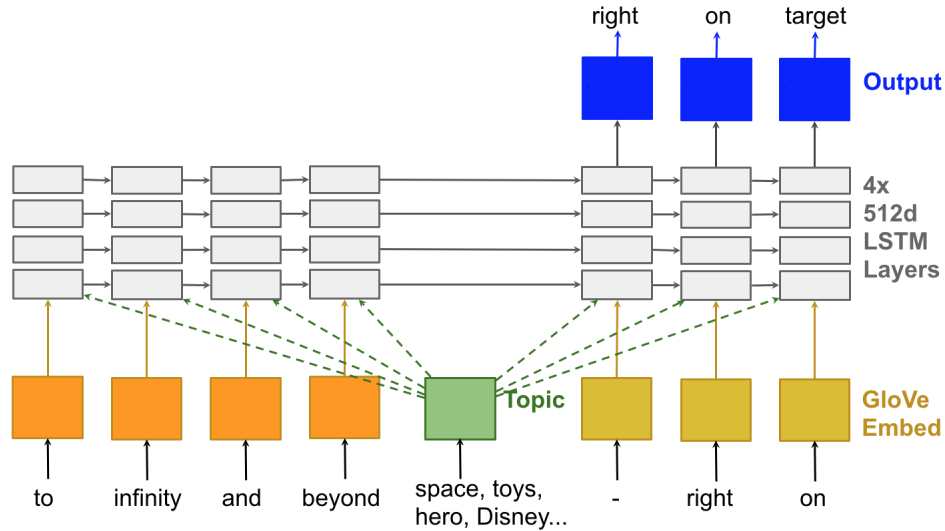 right on target
Output
4x
512d
LSTM
Layers
Topic
GloVe
Embed
to infinity and beyond space, toys, hero, Disney... - right on